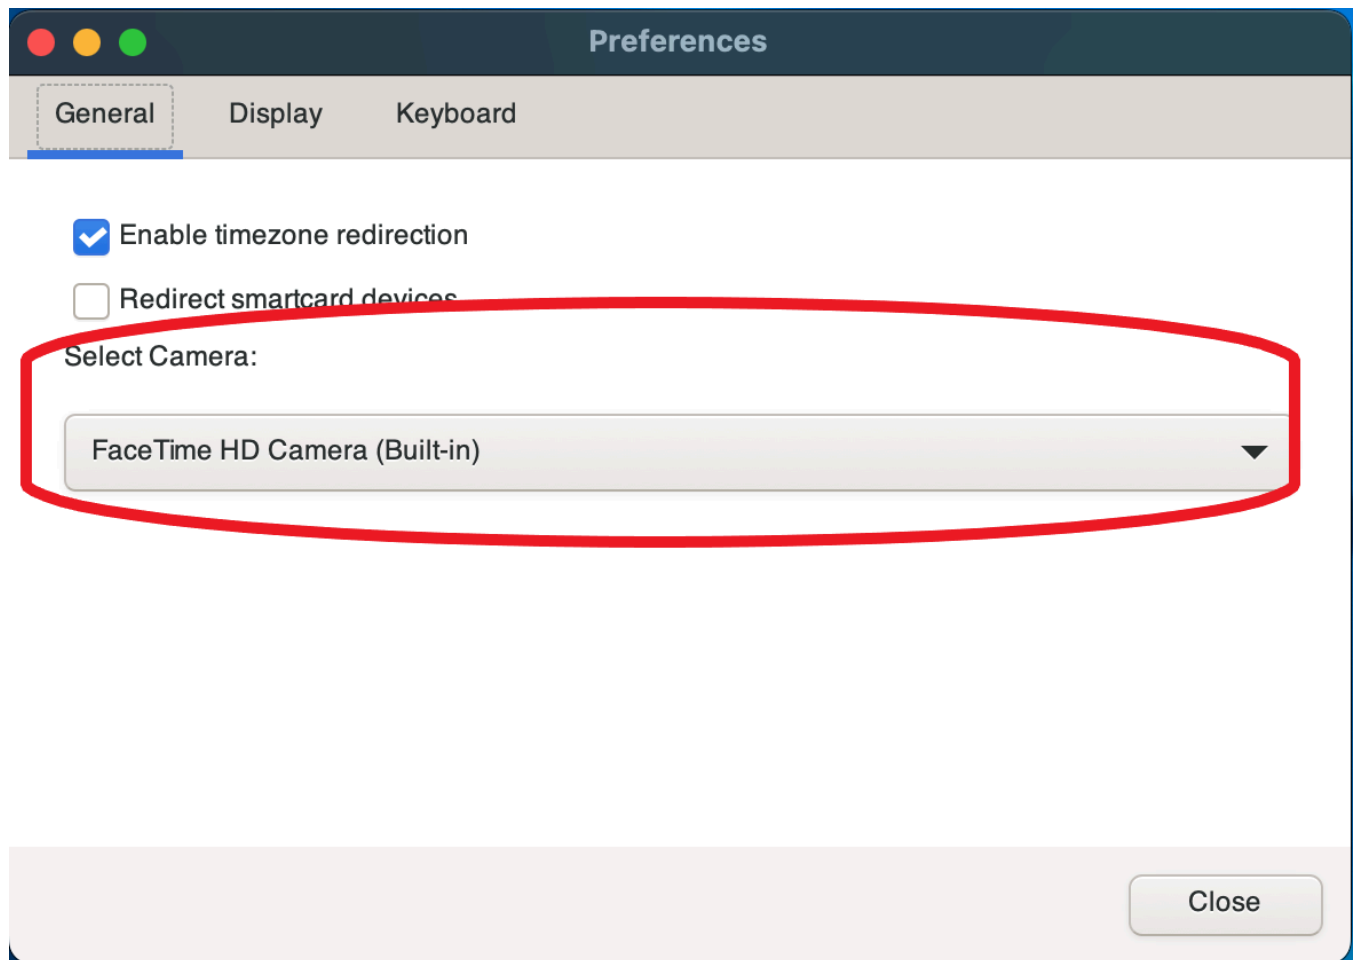 Preferences
General Display Keyboard
Enable timezone redirection
Redirect smartcard devices
Select Camera:
FaceTime HD Camera (Built-in)
Close